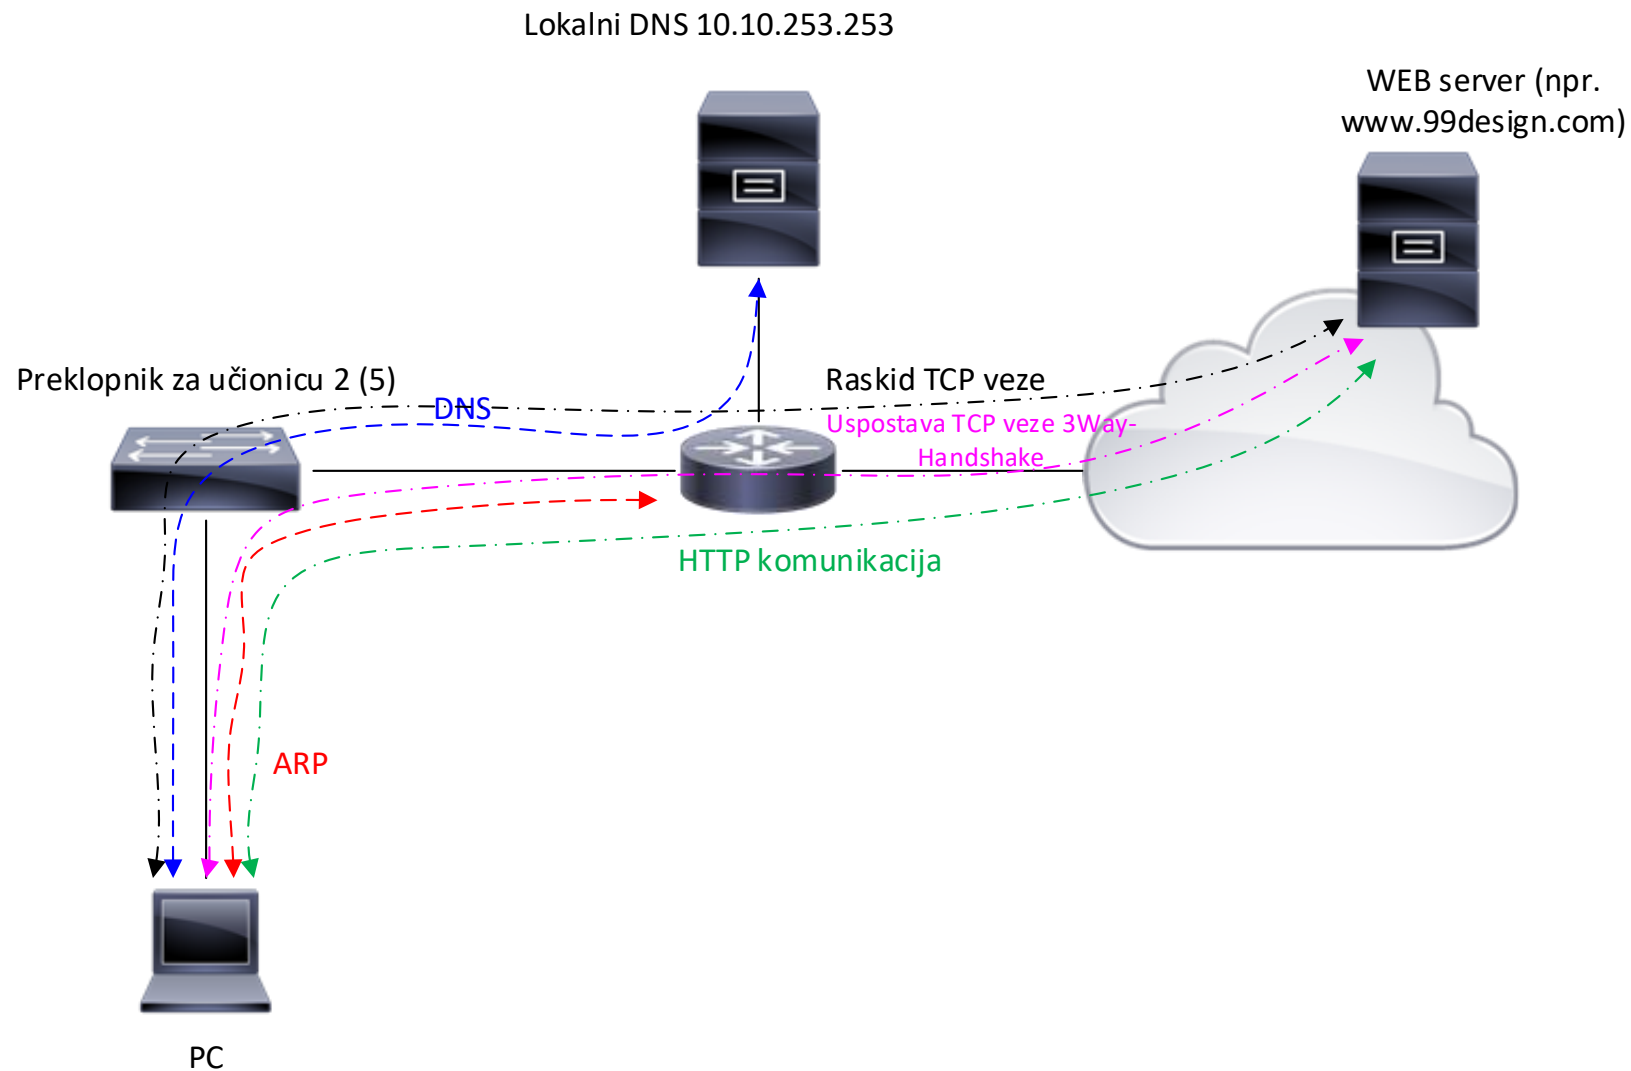 Lokalni DNS 10.10.253.253
WEB server (npr.
www.99design.com)
Preklopnik za učionicu 2 (5)
DNS
Raskid TCP veze
Uspostava TCP veze 3Way-
Handshake
HTTP komunikacija
ARP
PC